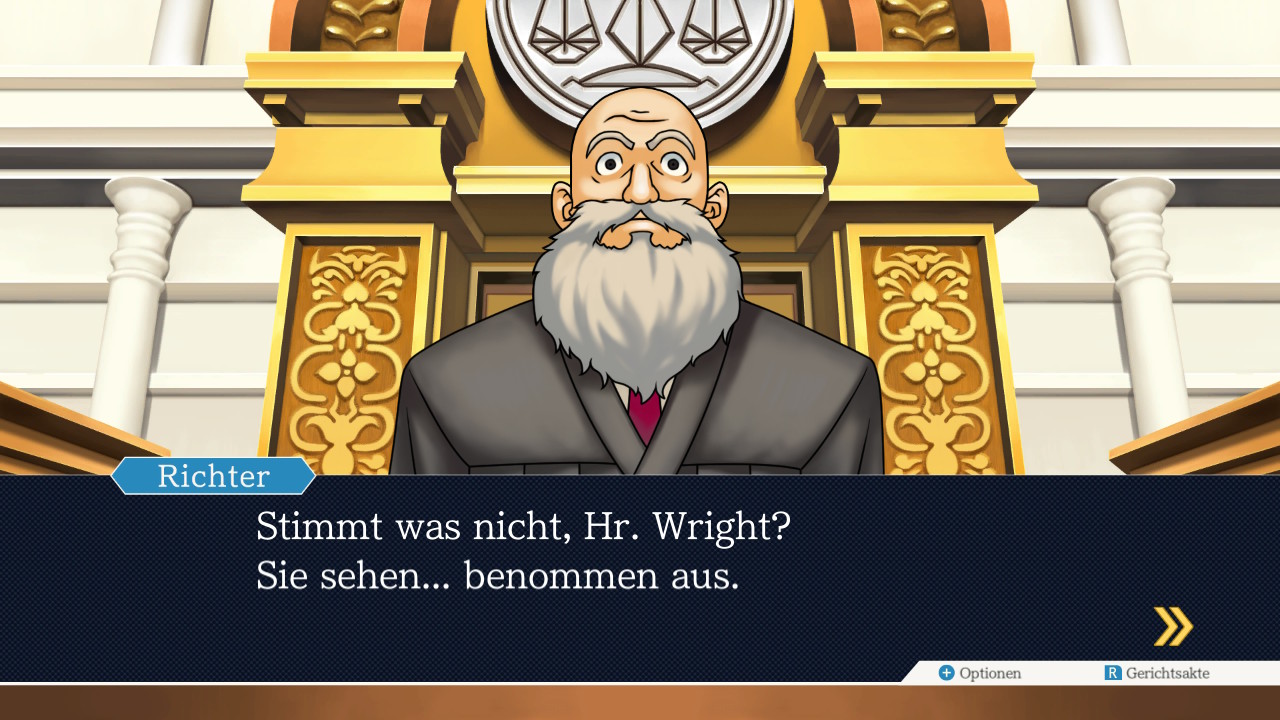 Richter
Stimmt was nicht, Hr. Wright?
Sie sehen... benommen aus.
+ Optionen
R Gerichtsakte